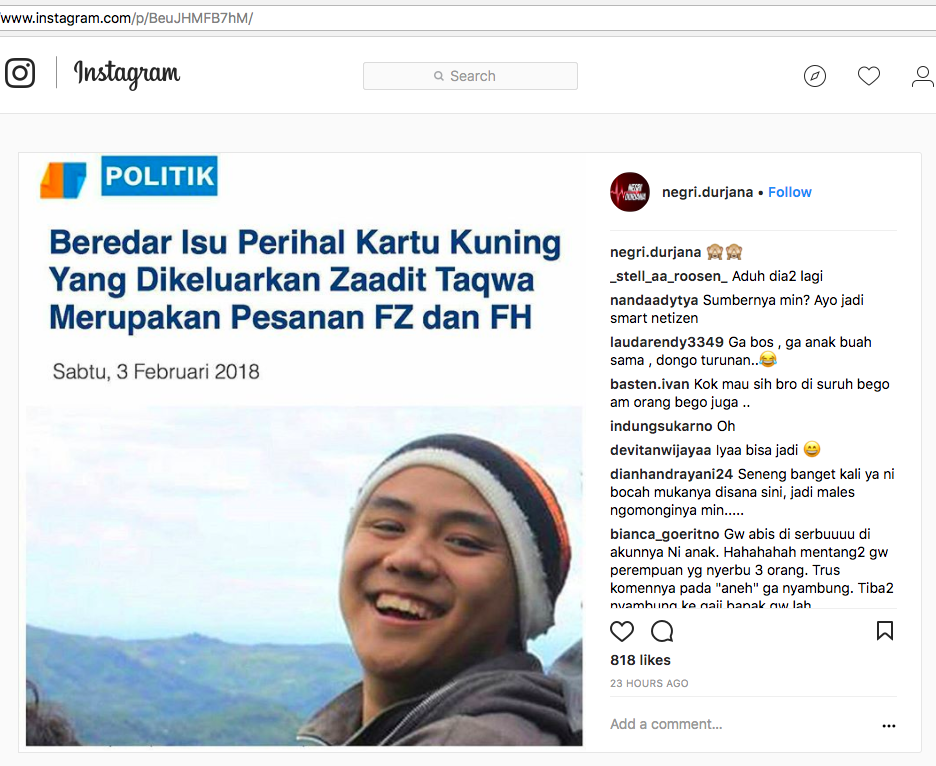 /www.instagram.com/p/BeuJHMFB7hM/
Instagram
Search
POLITIK
Beredar Isu Perihal Kartu Kuning
Yang Dikeluarkan Zaadit Taqwa
Merupakan Pesanan FZ dan FH
Sabtu, 3 Februari 2018
NEGRI
DURJANA
negri.durjana • Follow
negri.durjana 🙈🙈
_stell_aa_roosen_ Aduh dia2 lagi
nandaadytya Sumbernya min? Ayo jadi
smart netizen
laudarendy3349 Ga bos , ga anak buah
sama , dongo turunan..😂
basten.ivan Kok mau sih bro di suruh bego
am orang bego juga ..
indungsukarno Oh
devitanwijayaa Iyaa bisa jadi 😄
dianhandrayani24 Seneng banget kali ya ni
bocah mukanya disana sini, jadi males
ngomonginya min.....
bianca_goeritno Gw abis di serbuuuu di
akunnya Ni anak. Hahahahah mentang2 gw
perempuan yg nyerbu 3 orang. Trus
komennya pada "aneh" ga nyambung. Tiba2
nyambung ke gaji bapak gw lah
818 likes
23 HOURS AGO
Add a comment...